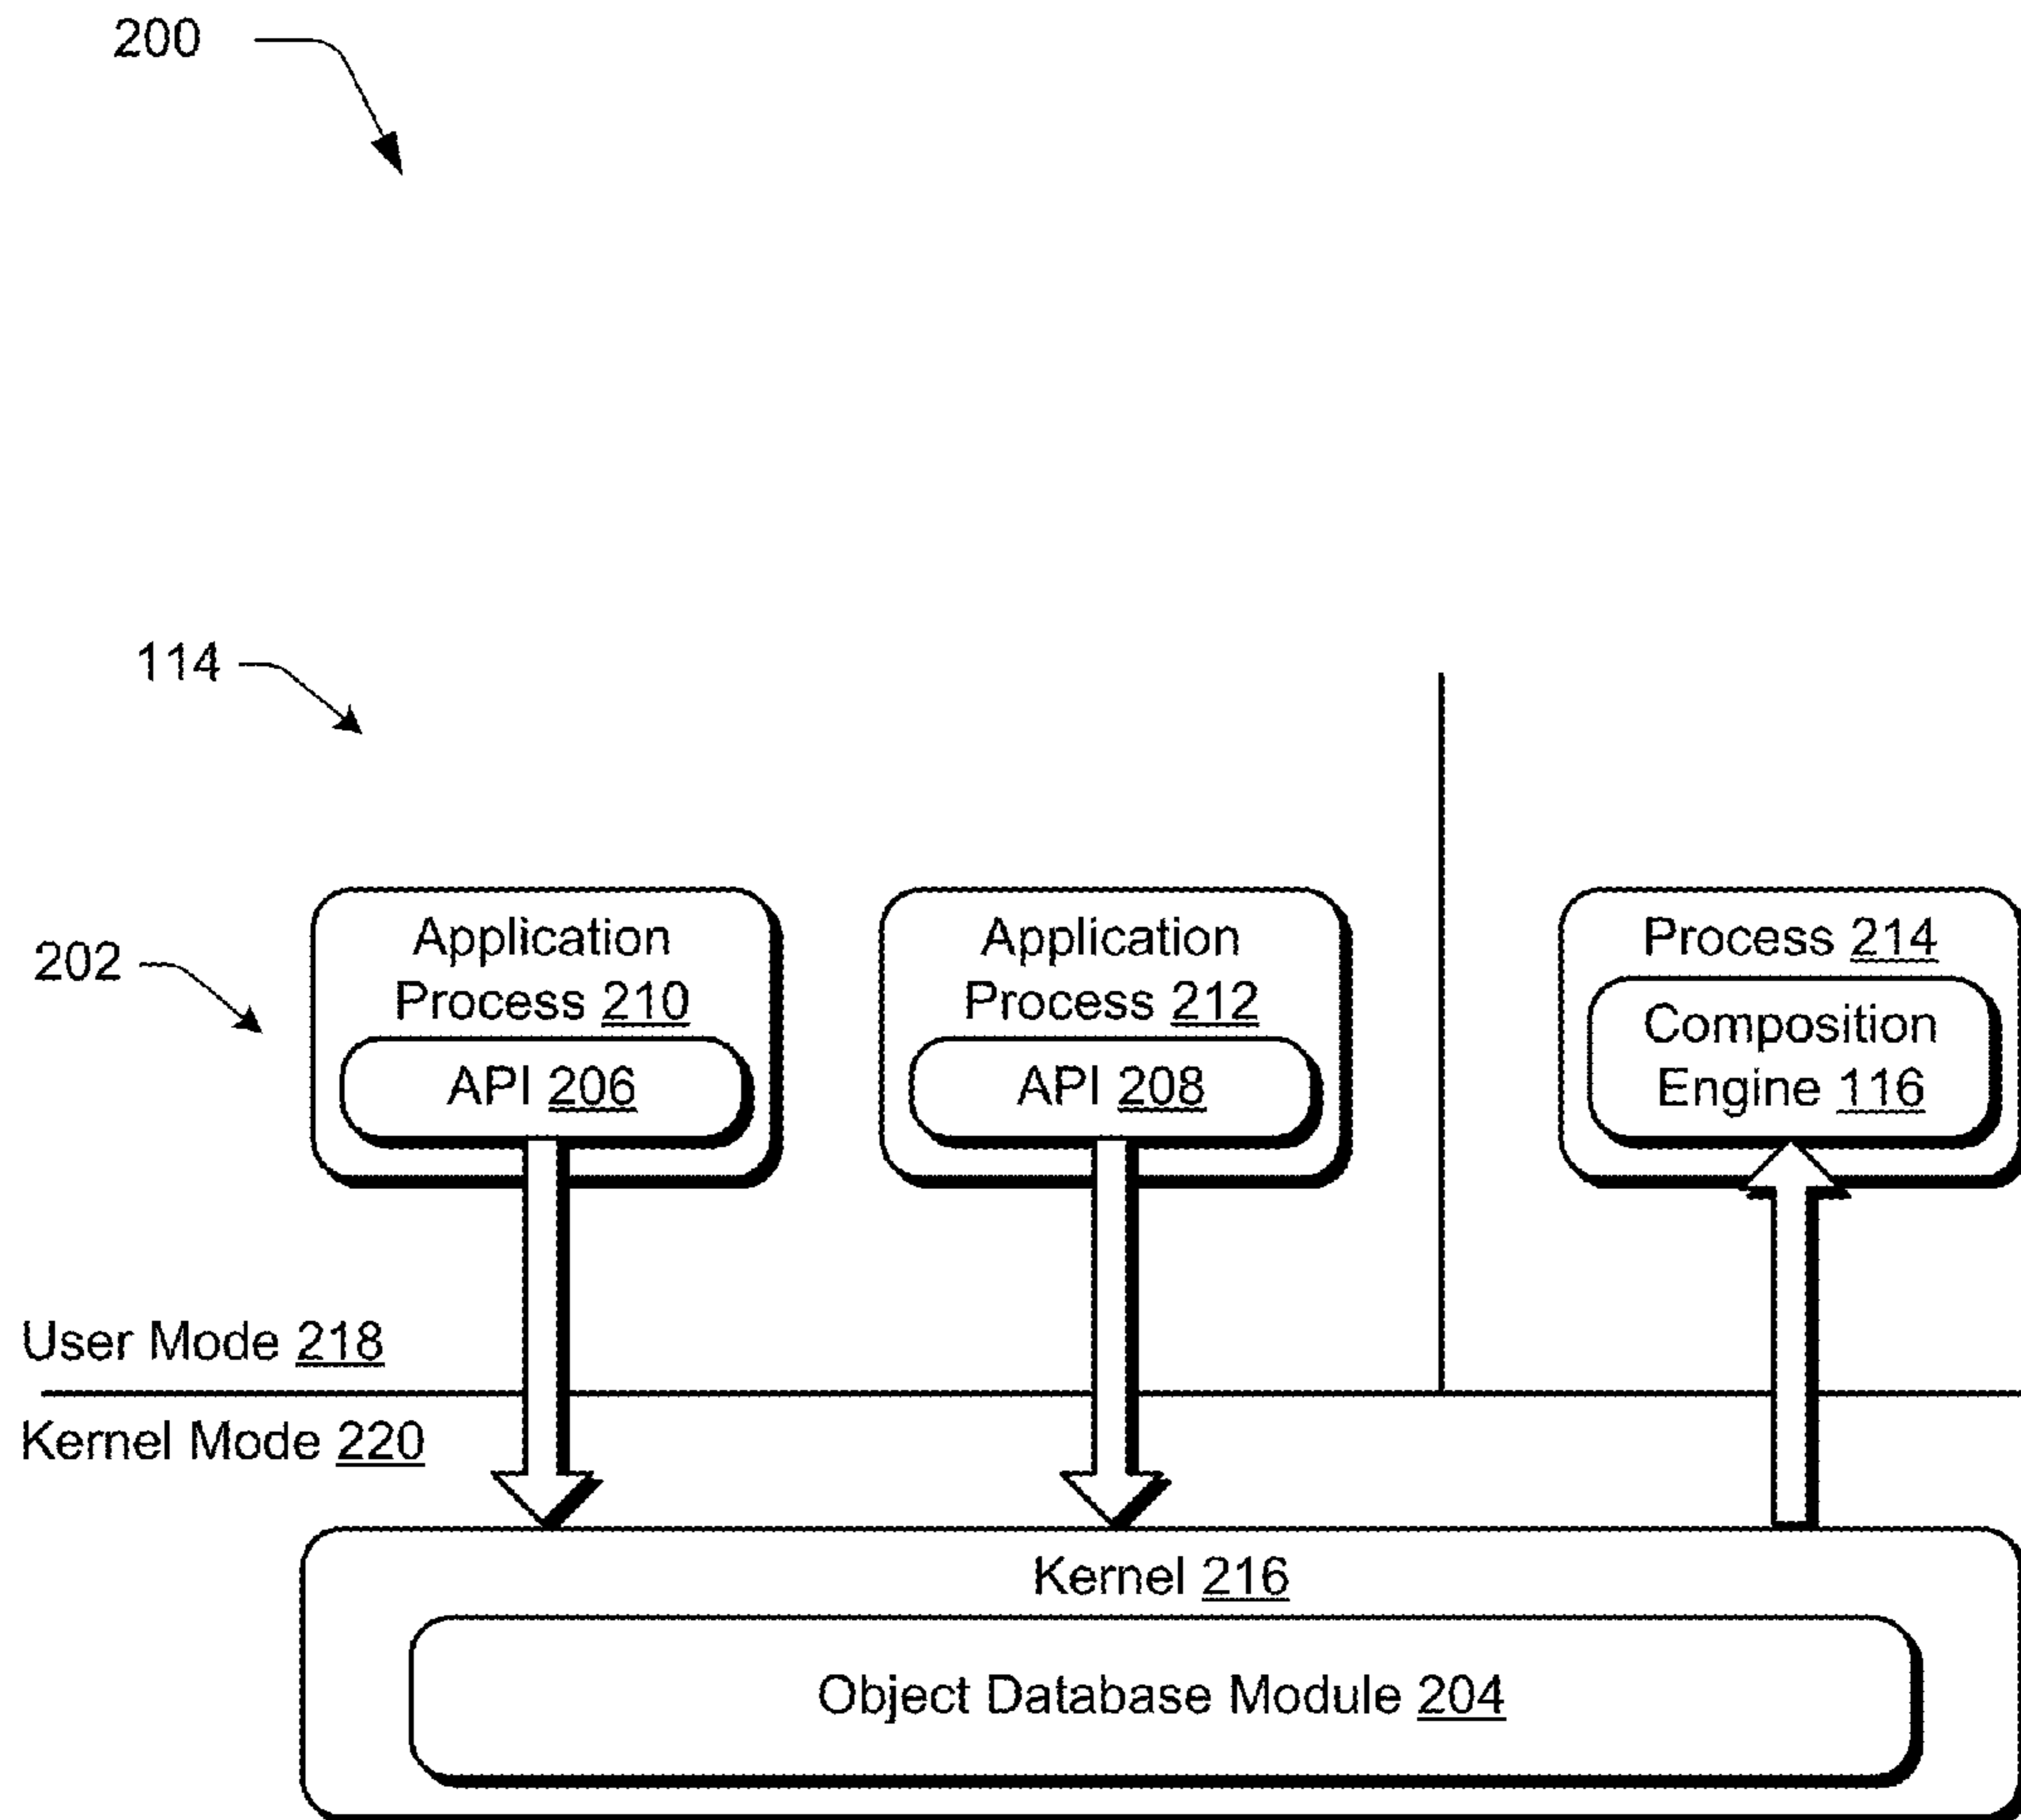 200
114
202
Application
Process 210
API 206
Application
Process 212
API 208
Process 214
Composition
Engine 116
User Mode 218
Kernel Mode 220
Kernel 216
Object Database Module 204